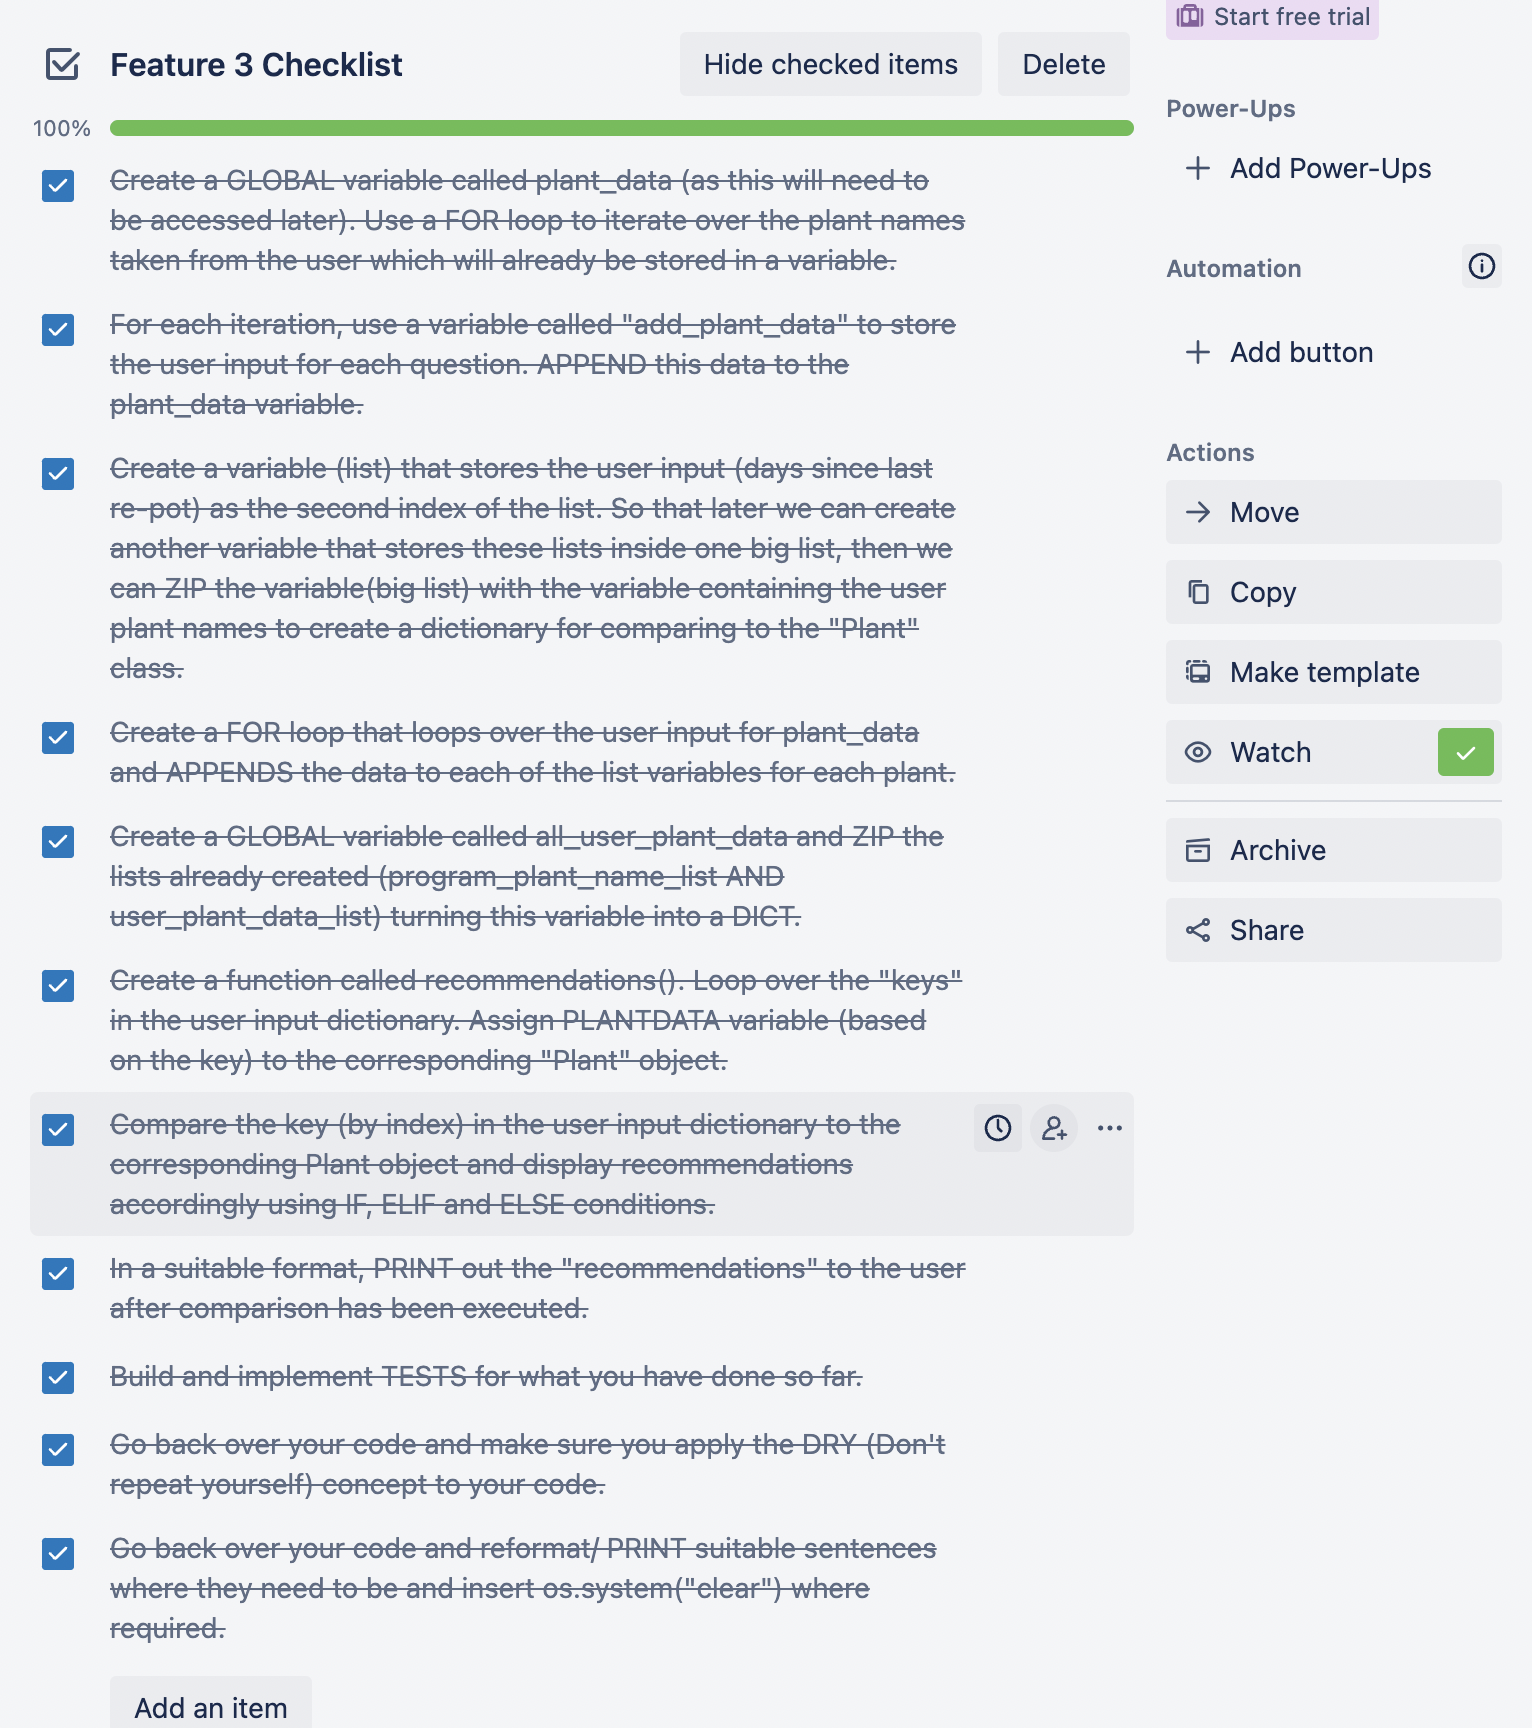 Start free trial
Feature 3 Checklist
Hide checked items
Delete
100%
Create a GLOBAL variable called plant_data (as this will need to
be accessed later). Use a FOR loop to iterate over the plant names
taken from the user which will already be stored in a variable.
For each iteration, use a variable called "add_plant_data" to store
the user input for each question. APPEND this data to the
plant_data variable.
Create a variable (list) that stores the user input (days since last
re-pot) as the second index of the list. So that later we can create
another variable that stores these lists inside one big list, then we
can ZIP the variable(big list) with the variable containing the user
plant names to create a dictionary for comparing to the "Plant"
class.
Create a FOR loop that loops over the user input for plant_data
and APPENDS the data to each of the list variables for each plant.
Create a GLOBAL variable called all_user_plant_data and ZIP the
lists already created (program_plant_name_list AND
user_plant_data_list) turning this variable into a DICT.
Create a function called recommendations(). Loop over the "keys"
in the user input dictionary. Assign PLANTDATA variable (based
on the key) to the corresponding "Plant" object.
Compare the key (by index) in the user input dictionary to the
corresponding Plant object and display recommendations
accordingly using IF, ELIF and ELSE conditions.
In a suitable format, PRINT out the "recommendations" to the user
after comparison has been executed.
Build and implement TESTS for what you have done so far.
Go back over your code and make sure you apply the DRY (Don't
repeat yourself) concept to your code.
Go back over your code and reformat/ PRINT suitable sentences
where they need to be and insert os.system("clear") where
required.
Add an item
Power-Ups
Add Power-Ups
Automation
Add button
Actions
Move
Copy
Make template
Watch
Archive
Share